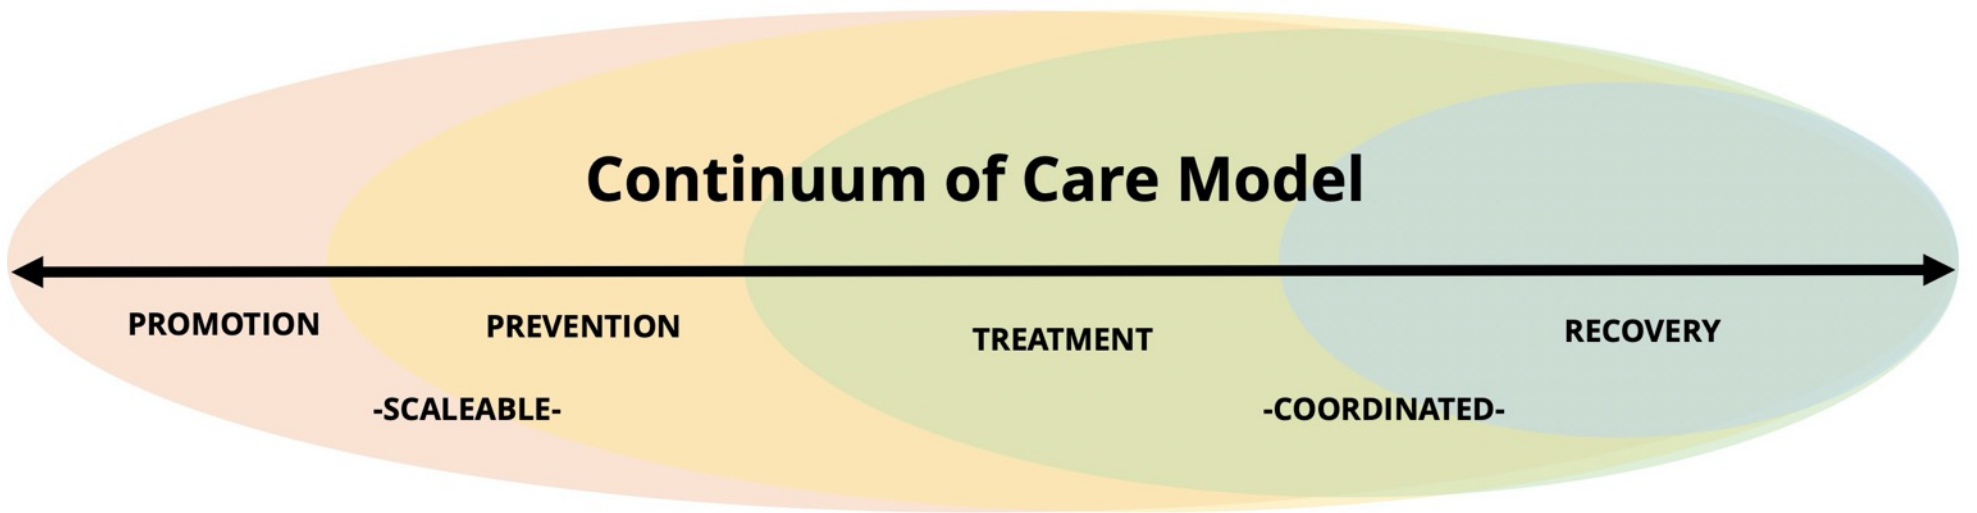 Continuum of Care Model
PROMOTION
PREVENTION
TREATMENT
RECOVERY
-SCALEABLE-
-COORDINATED-